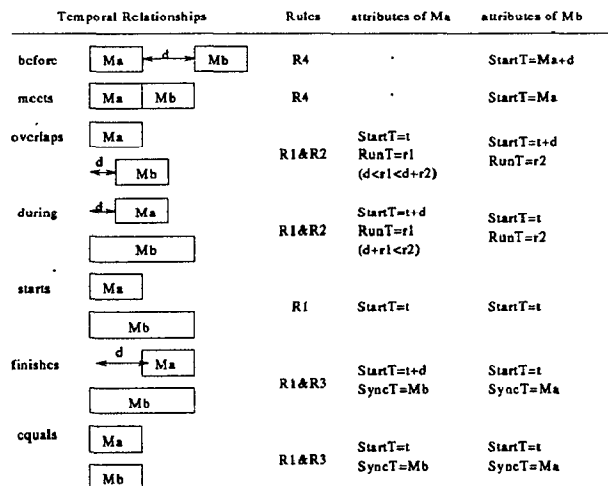 Temporal Relationships Rules attributes of Ma attributes of Mb
before Ma d Mb R4 StartT=Ma+d
meets Ma Mb R4 StartT=Ma
overlaps Ma
d Mb R1&R2 StartT=t StartT=t+d
RunT=r1 RunT=r2
(d<r1<d+r2)
during d Ma
Mb R1&R2 StartT=t+d StartT=t
RunT=r1 RunT=r2
(d+r1<r2)
starts Ma
Mb R1 StartT=t StartT=t
finishes d Ma
Mb R1&R3 StartT=t+d StartT=t
SyncT=Mb SyncT=Ma
equals Ma
Mb R1&R3 StartT=t StartT=t
SyncT=Mb SyncT=Ma